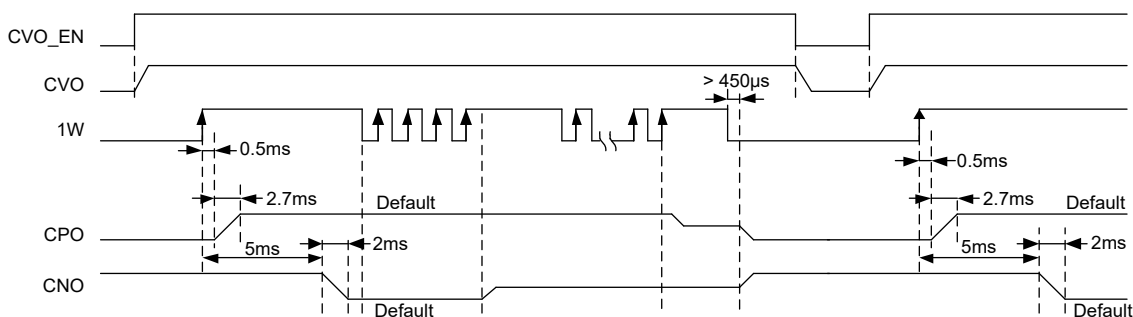 CVO_EN
CVO
> 450μs
1W
0.5ms
0.5ms
2.7ms
Default
2.7ms
Default
CPO
5ms
2ms
5ms
2ms
CNO
Default
Default